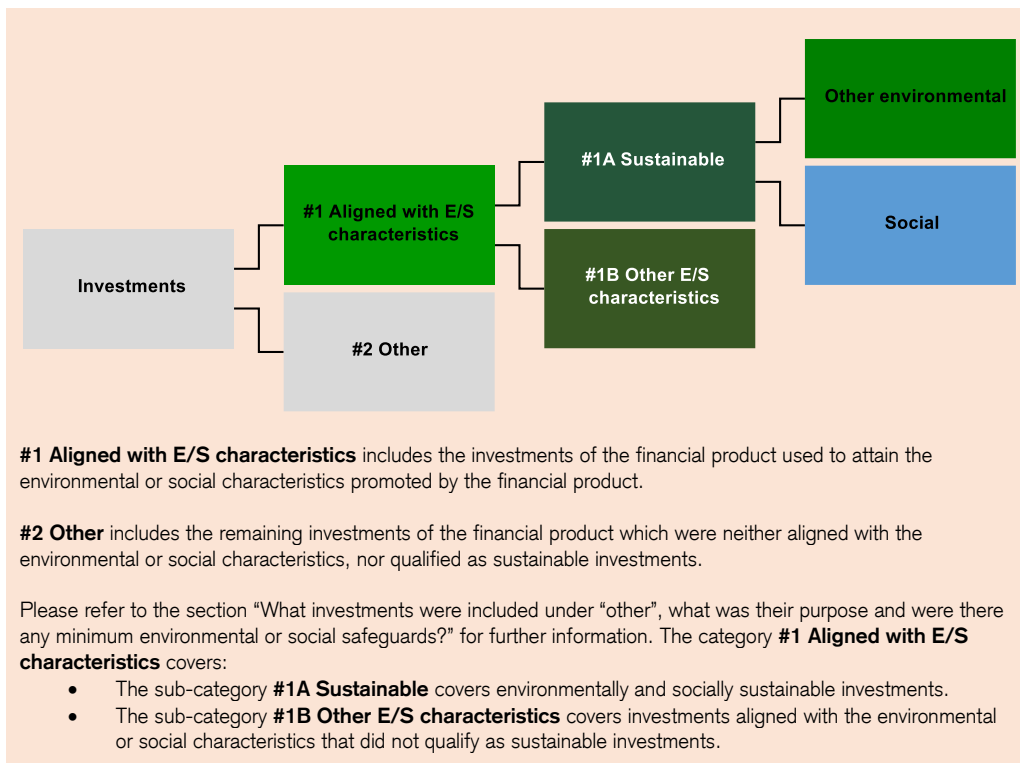 Other environmental
#1A Sustainable
#1 Aligned with E/S
characteristics
Social
Investments
#1B Other E/S
characteristics
#2 Other
#1 Aligned with E/S characteristics includes the investments of the financial product used to attain the
environmental or social characteristics promoted by the financial product.
#2 Other includes the remaining investments of the financial product which were neither aligned with the
environmental or social characteristics, nor qualified as sustainable investments.
Please refer to the section “What investments were included under “other”, what was their purpose and were there
any minimum environmental or social safeguards?” for further information. The category #1 Aligned with E/S
characteristics covers:
• The sub-category #1A Sustainable covers environmentally and socially sustainable investments.
• The sub-category #1B Other E/S characteristics covers investments aligned with the environmental
or social characteristics that did not qualify as sustainable investments.